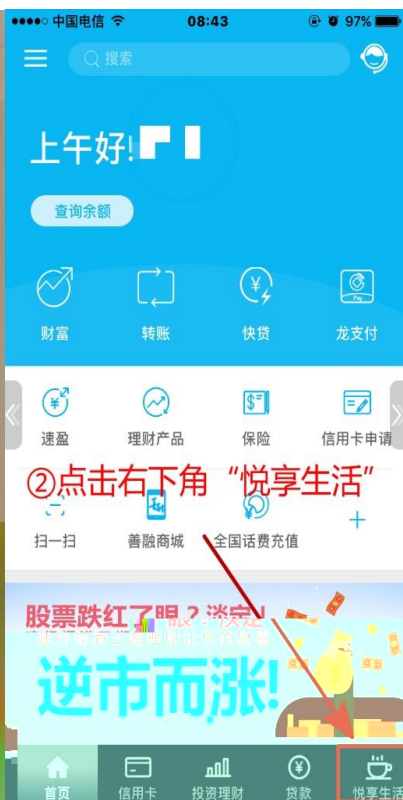 中国电信 08:43 97%
搜索
上午好!
查询余额
财富 转账 快贷 龙支付
速盈 理财产品 保险 信用卡申请
②点击右下角“悦享生活”
扫一扫 善融商城 全国话费充值
股票跌红了眼?淡定!
逆市而涨!
首页 信用卡 投资理财 贷款 悦享生活